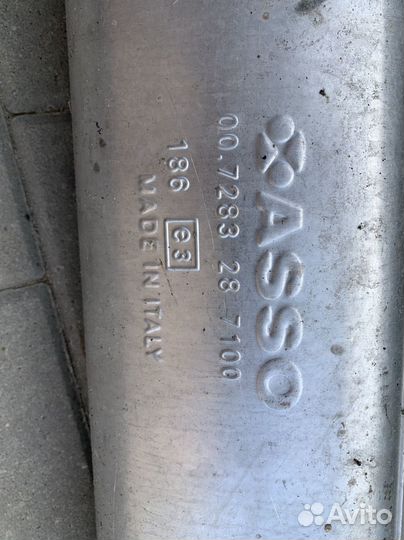 ASSO
00.7283 28 7100
186 e3
MADE IN ITALY
Avito